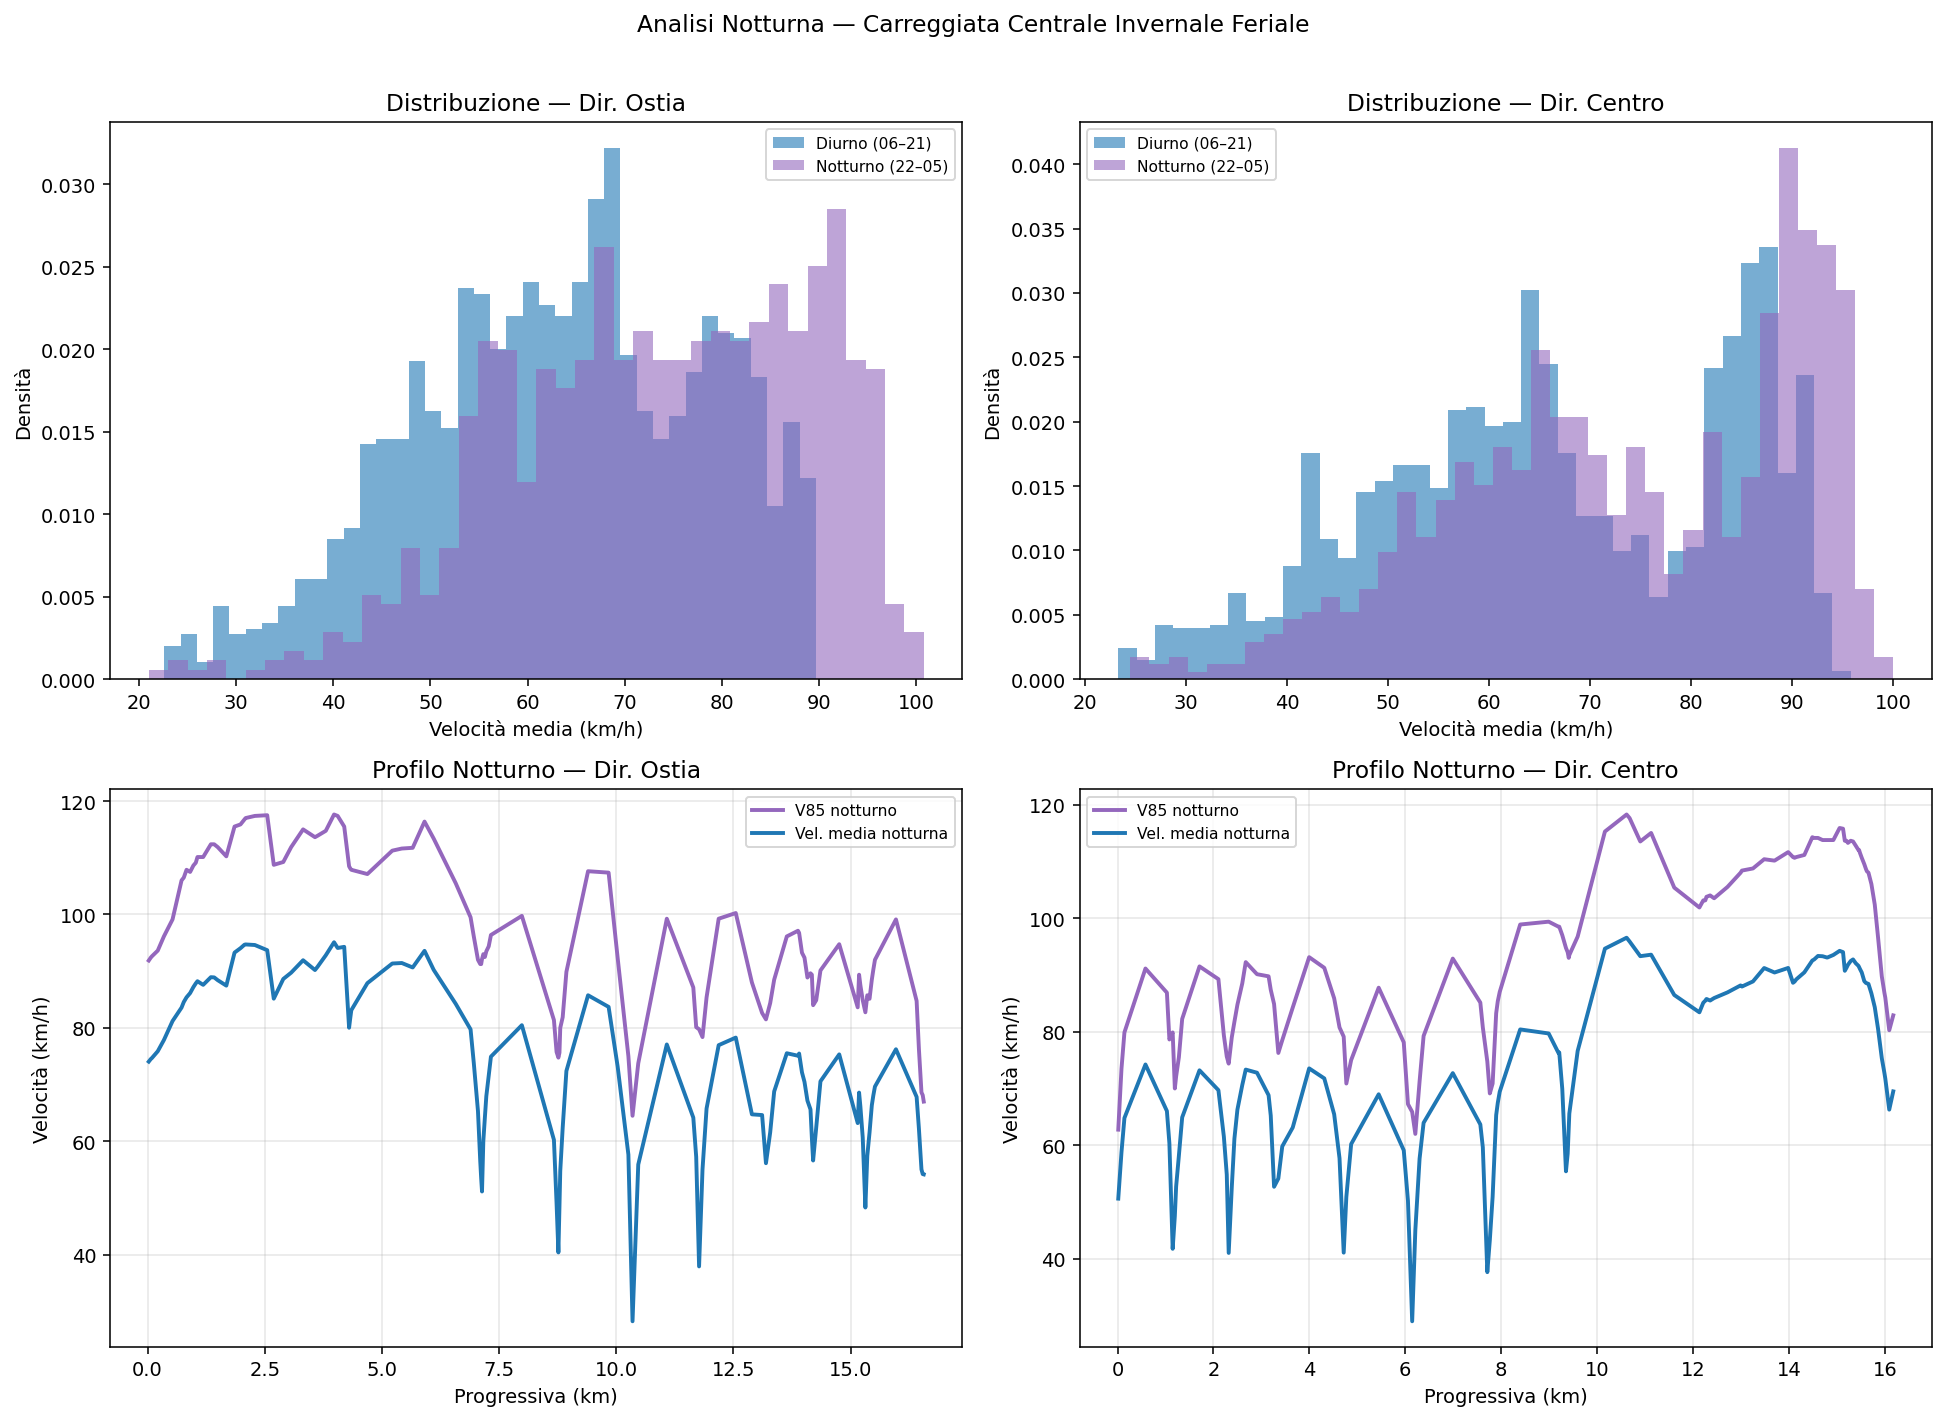 Analisi Notturna — Carreggiata Centrale Invernale Feriale
Distribuzione — Dir. Ostia
Diurno (06–21)
Notturno (22–05)
Densità
0.030
0.025
0.020
0.015
0.010
0.005
0.000
20 30 40 50 60 70 80 90 100
Velocità media (km/h)
Distribuzione — Dir. Centro
Diurno (06–21)
Notturno (22–05)
Densità
0.040
0.035
0.030
0.025
0.020
0.015
0.010
0.005
0.000
20 30 40 50 60 70 80 90 100
Velocità media (km/h)
Profilo Notturno — Dir. Ostia
V85 notturno
Vel. media notturna
Velocità (km/h)
120
100
80
60
40
0.0 2.5 5.0 7.5 10.0 12.5 15.0
Progressiva (km)
Profilo Notturno — Dir. Centro
V85 notturno
Vel. media notturna
Velocità (km/h)
120
100
80
60
40
0 2 4 6 8 10 12 14 16
Progressiva (km)